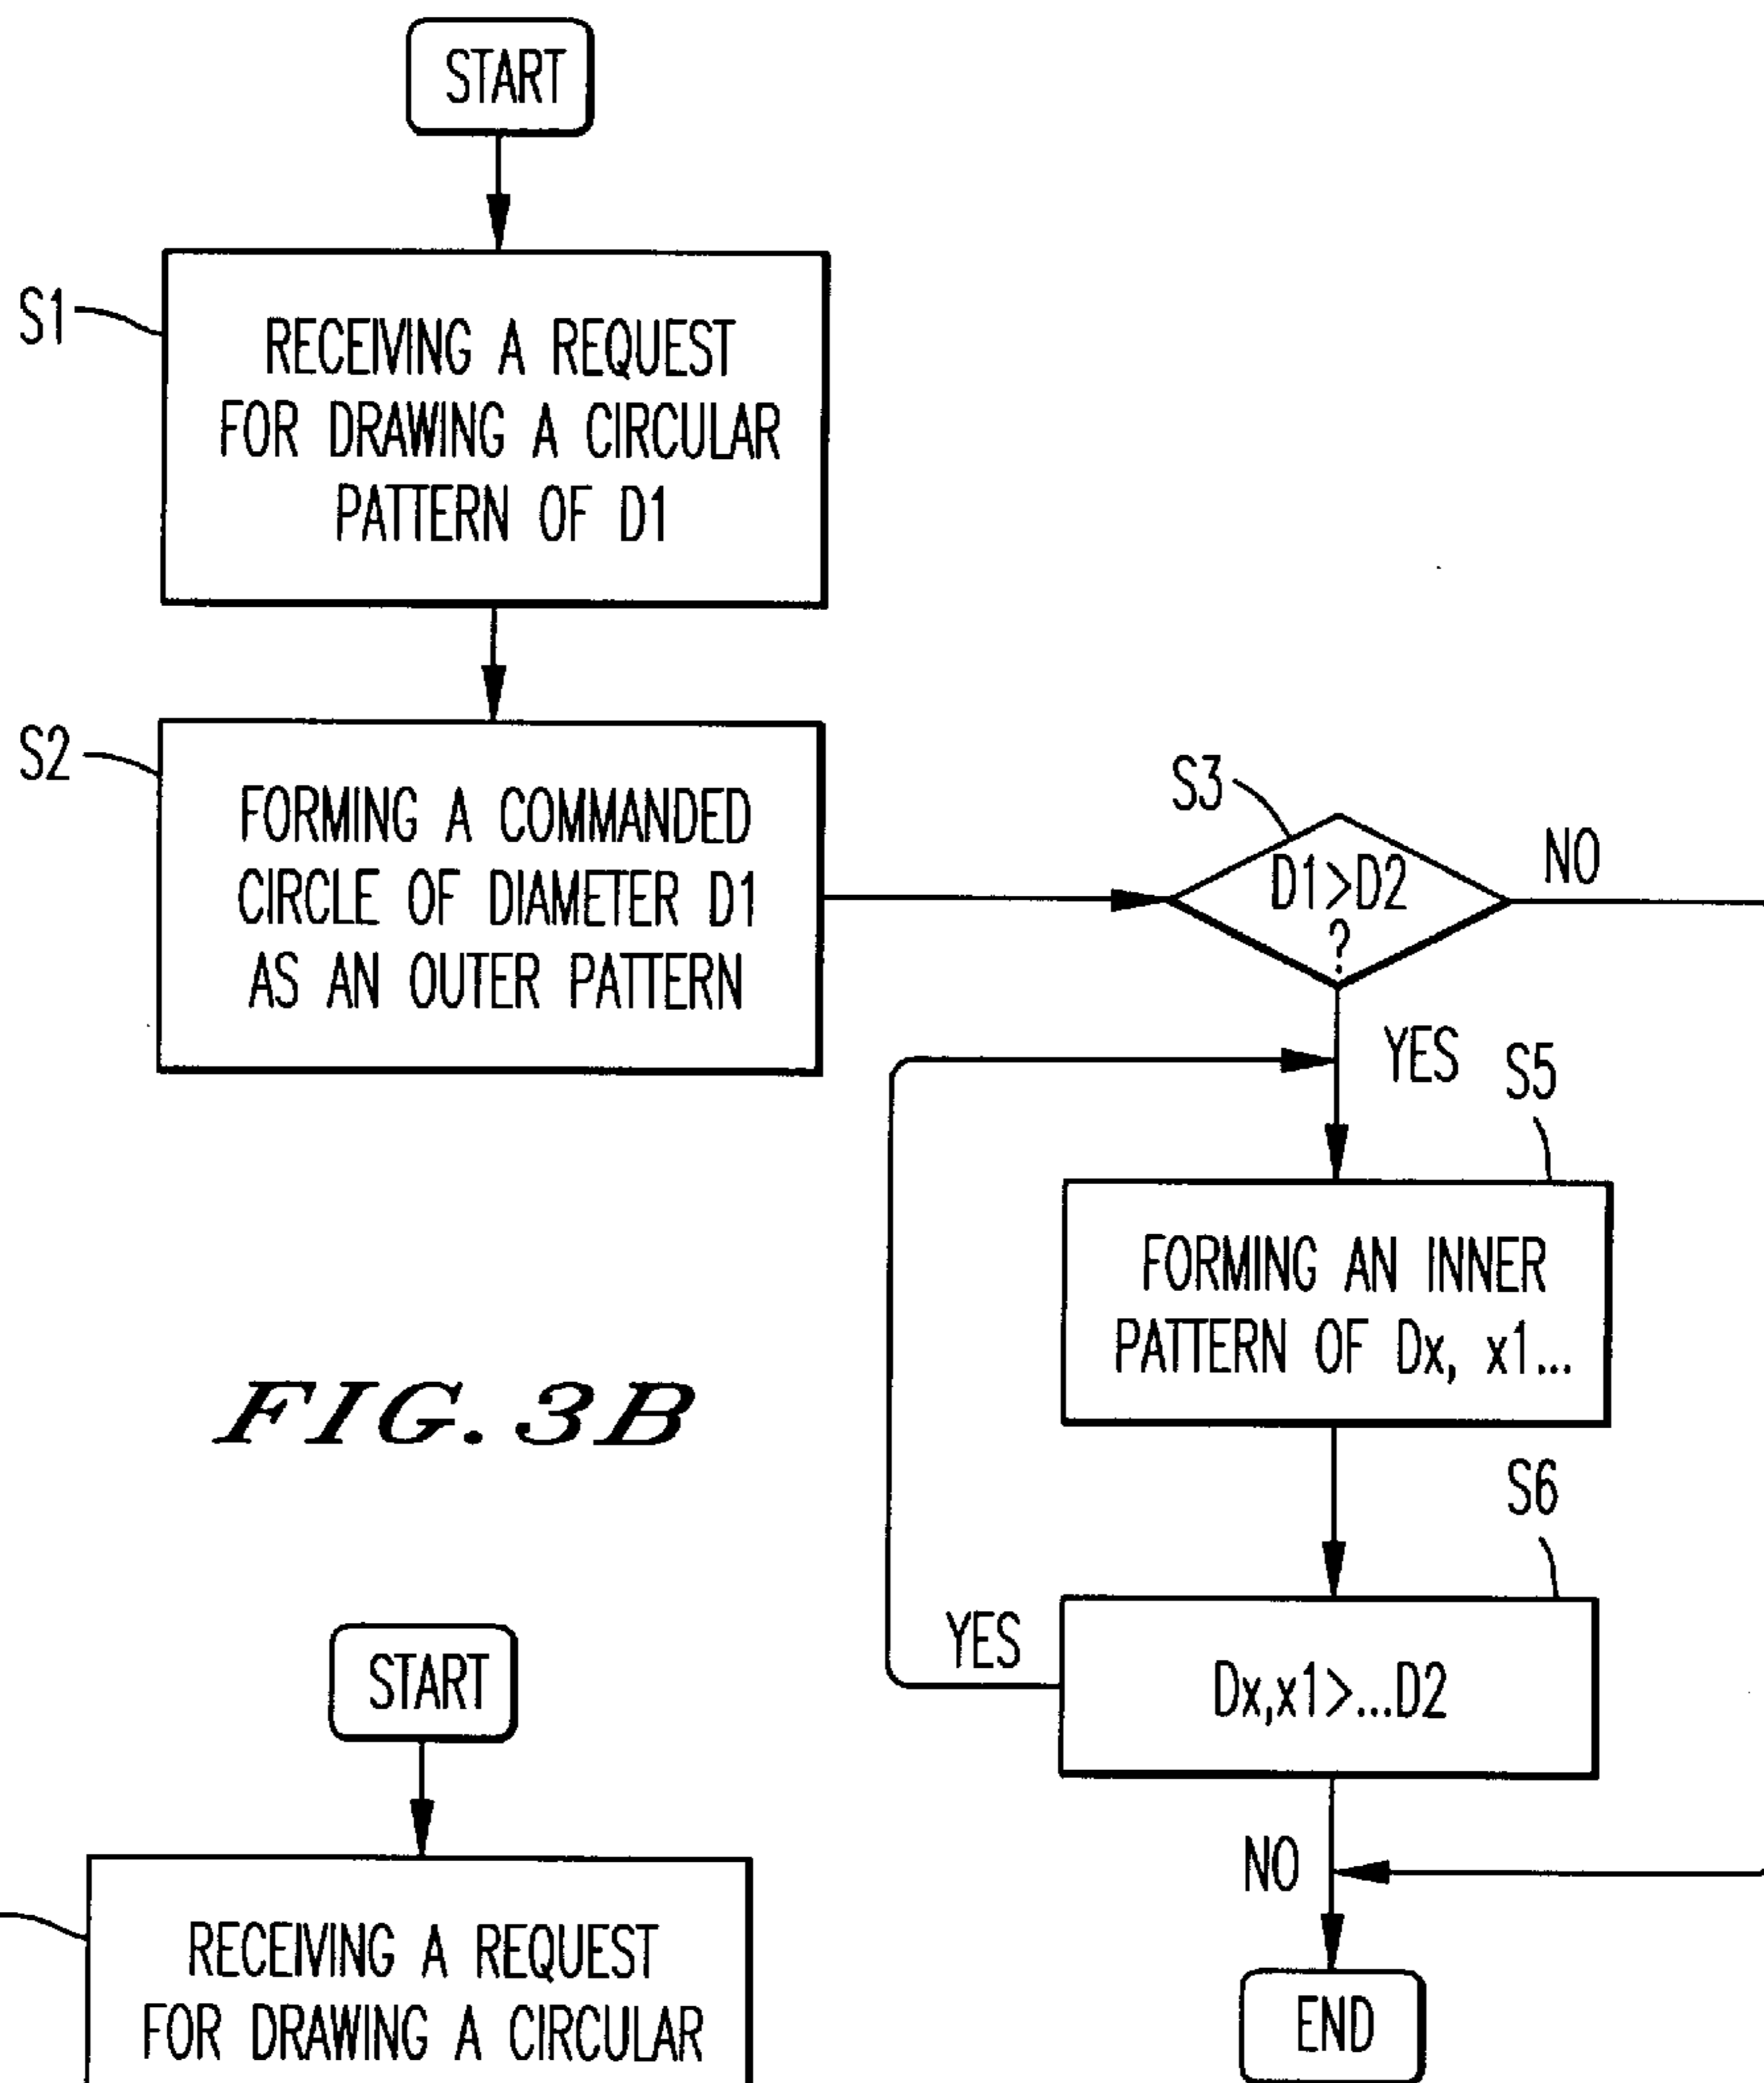 START
S1
RECEIVING A REQUEST
FOR DRAWING A CIRCULAR
PATTERN OF D1
S2
FORMING A COMMANDED
CIRCLE OF DIAMETER D1
AS AN OUTER PATTERN
S3
D1>D2
?
NO
YES
S5
FORMING AN INNER
PATTERN OF Dx, x1...
S6
YES
Dx,x1>...D2
NO
END
FIG. 3B
START
RECEIVING A REQUEST
FOR DRAWING A CIRCULAR